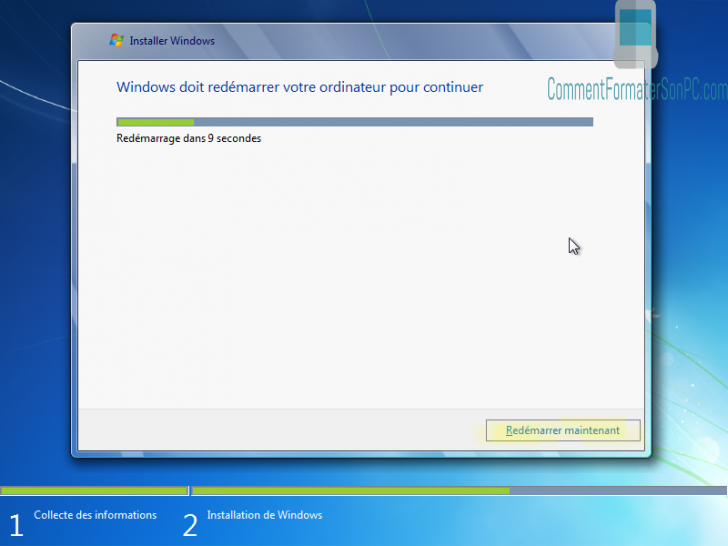 Installer Windows
CommentFormaterSonPC.com
Windows doit redémarrer votre ordinateur pour continuer
Redémarrage dans 9 secondes
Redémarrer maintenant
1 Collecte des informations
2 Installation de Windows